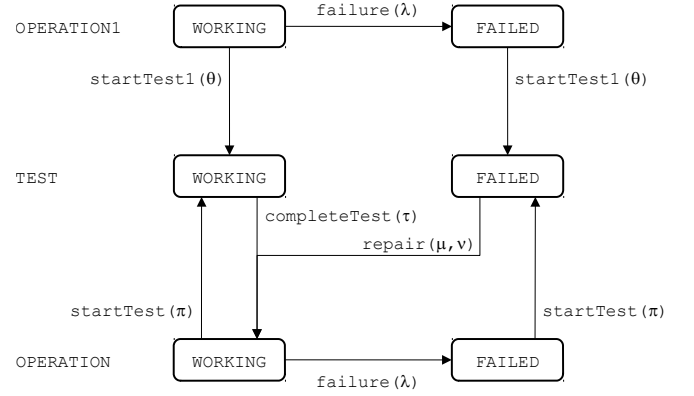 failure(λ)
OPERATION1 WORKING FAILED
startTest1(θ) startTest1(θ)
TEST WORKING FAILED
completeTest(τ)
repair(μ,ν)
startTest(π) startTest(π)
OPERATION WORKING FAILED
failure(λ)